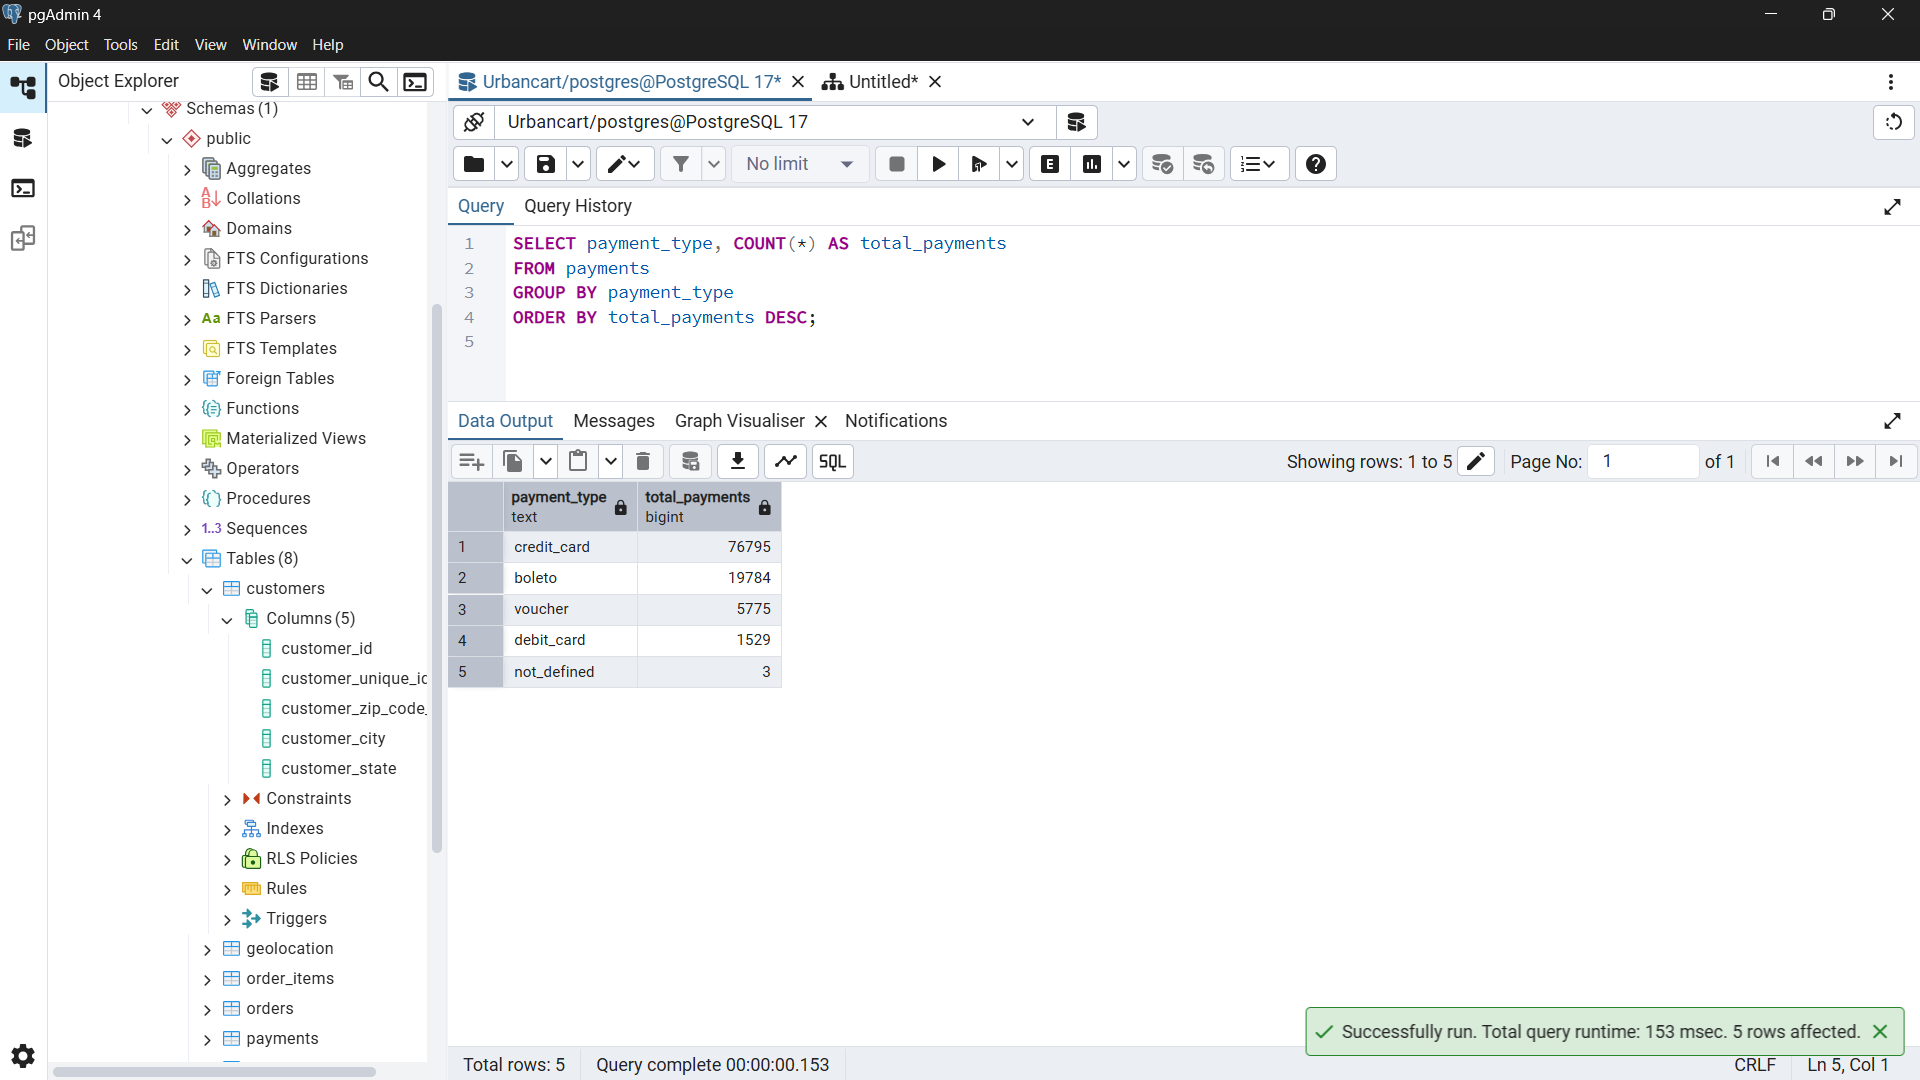 pgAdmin 4
File Object Tools Edit View Window Help
Object Explorer
Schemas (1)
public
Aggregates
Collations
Domains
FTS Configurations
FTS Dictionaries
Aa FTS Parsers
FTS Templates
Foreign Tables
Functions
Materialized Views
Operators
Procedures
1..3 Sequences
Tables (8)
customers
Columns (5)
customer_id
customer_unique_id
customer_zip_code_
customer_city
customer_state
Constraints
Indexes
RLS Policies
Rules
Triggers
geolocation
order_items
orders
payments
Urbancart/postgres@PostgreSQL 17* Untitled*
Urbancart/postgres@PostgreSQL 17
No limit E
Query Query History
1 SELECT payment_type, COUNT(*) AS total_payments
2 FROM payments
3 GROUP BY payment_type
4 ORDER BY total_payments DESC;
5
Data Output Messages Graph Visualiser Notifications
SQL Showing rows: 1 to 5 Page No: 1 of 1
payment_type total_payments
text bigint
1 credit_card 76795
2 boleto 19784
3 voucher 5775
4 debit_card 1529
5 not_defined 3
Successfully run. Total query runtime: 153 msec. 5 rows affected.
Total rows: 5 Query complete 00:00:00.153 CRLF Ln 5, Col 1